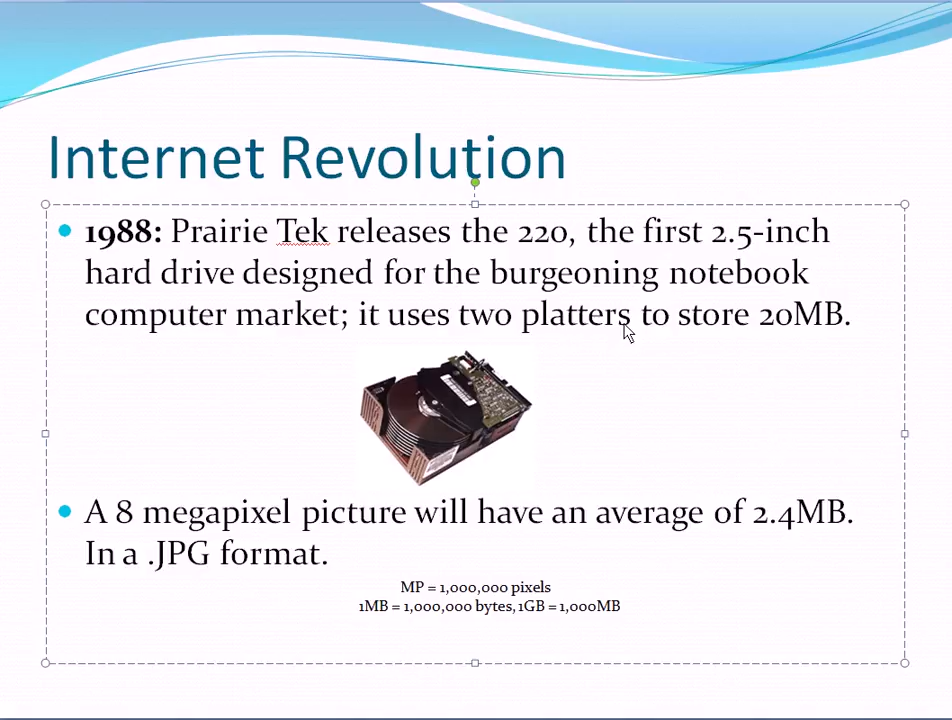 Internet Revolution
1988: Prairie Tek releases the 220, the first 2.5-inch
hard drive designed for the burgeoning notebook
computer market; it uses two platters to store 20MB.
A 8 megapixel picture will have an average of 2.4MB.
In a .JPG format.
MP = 1,000,000 pixels
1MB = 1,000,000 bytes, 1GB = 1,000MB